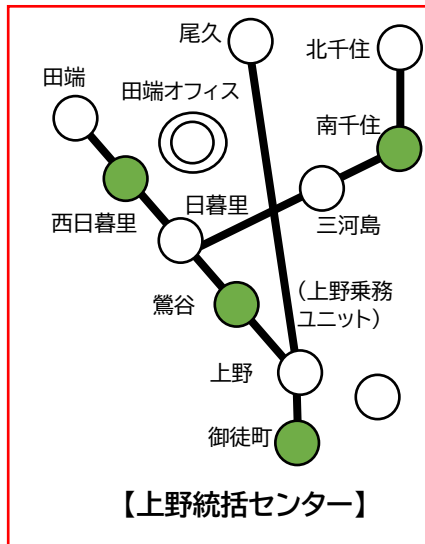 尾久
北千住
田端
田端オフィス
南千住
日暮里
西日暮里
三河島
鶯谷
（上野乗務
ユニット）
上野
御徒町
【上野統括センター】